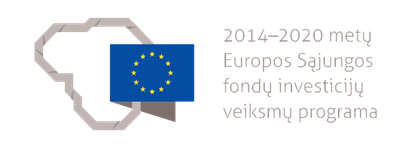 2014–2020 metų
Europos Sąjungos
fondų investicijų
veiksmų programa